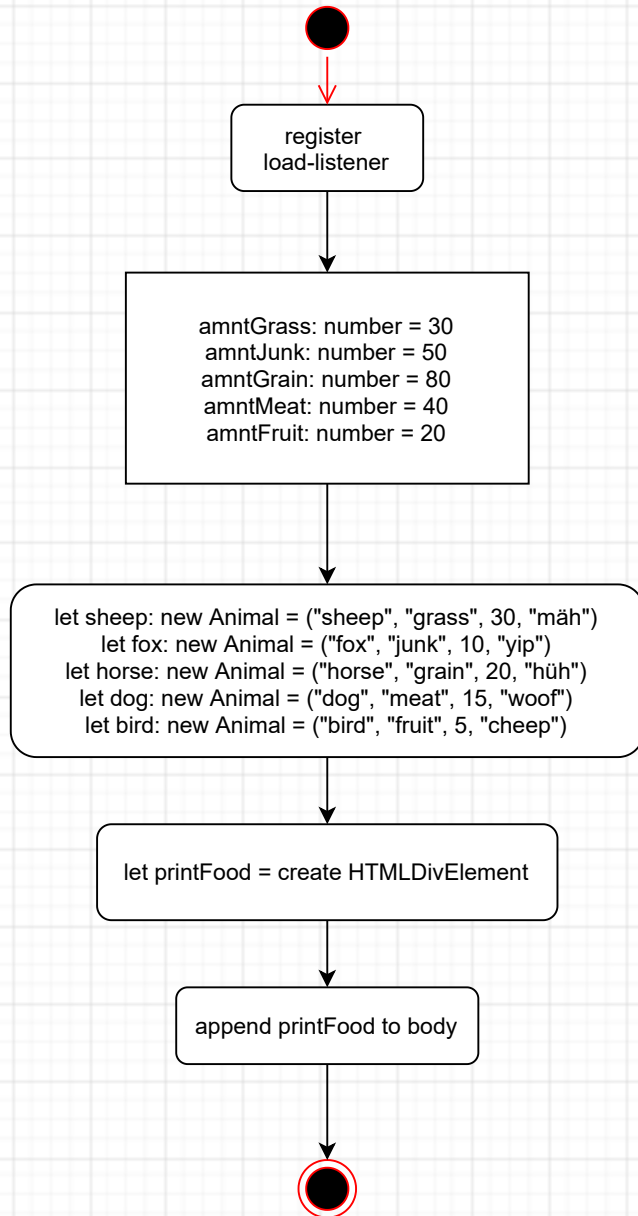 register
load-listener
amntGrass: number = 30
amntJunk: number = 50
amntGrain: number = 80
amntMeat: number = 40
amntFruit: number = 20
let sheep: new Animal = ("sheep", "grass", 30, "mäh")
let fox: new Animal = ("fox", "junk", 10, "yip")
let horse: new Animal = ("horse", "grain", 20, "hüh")
let dog: new Animal = ("dog", "meat", 15, "woof")
let bird: new Animal = ("bird", "fruit", 5, "cheep")
let printFood = create HTMLDivElement
append printFood to body